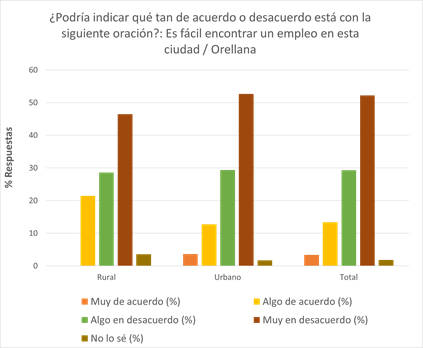 ¿Podría indicar qué tan de acuerdo o desacuerdo está con la
siguiente oración?: Es fácil encontrar un empleo en esta
ciudad / Orellana
% Respuestas
60
50
40
30
20
10
0
Rural Urbano Total
Muy de acuerdo (%) Algo de acuerdo (%)
Algo en desacuerdo (%) Muy en desacuerdo (%)
No lo sé (%)